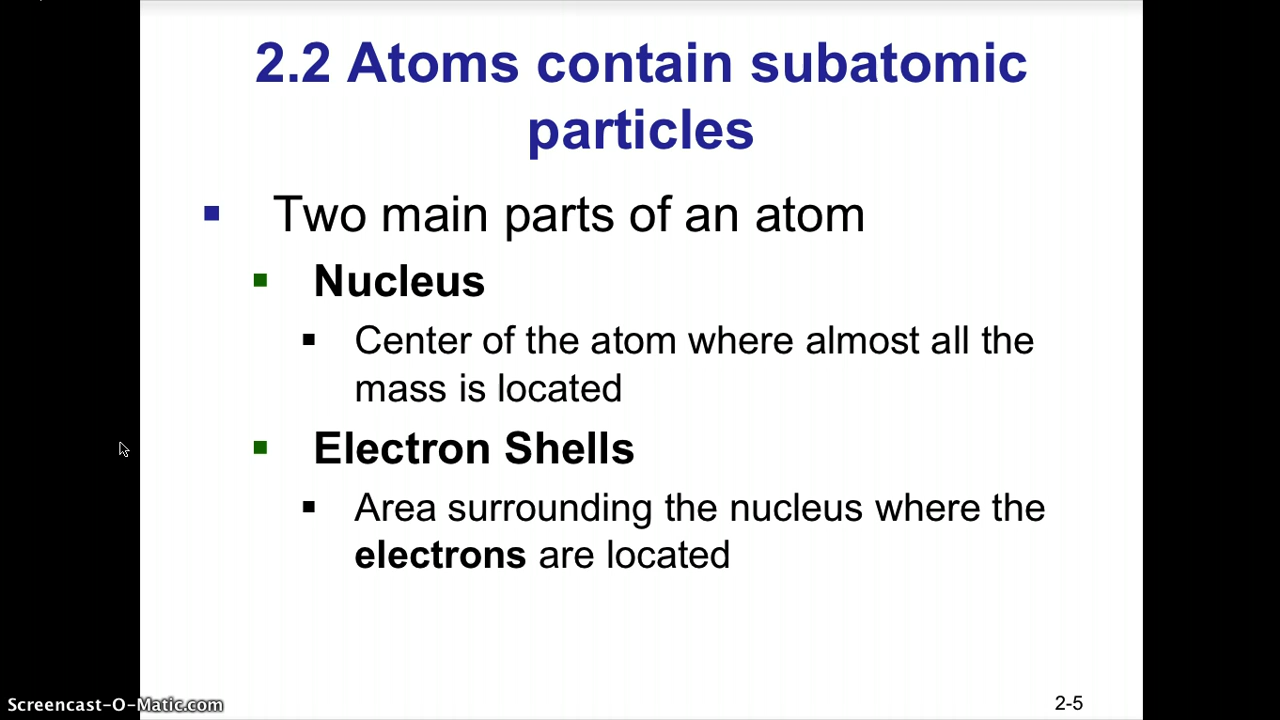 2.2 Atoms contain subatomic
particles
Two main parts of an atom
Nucleus
Center of the atom where almost all the
mass is located
Electron Shells
Area surrounding the nucleus where the
electrons are located
Screencast-O-Matic.com
2-5